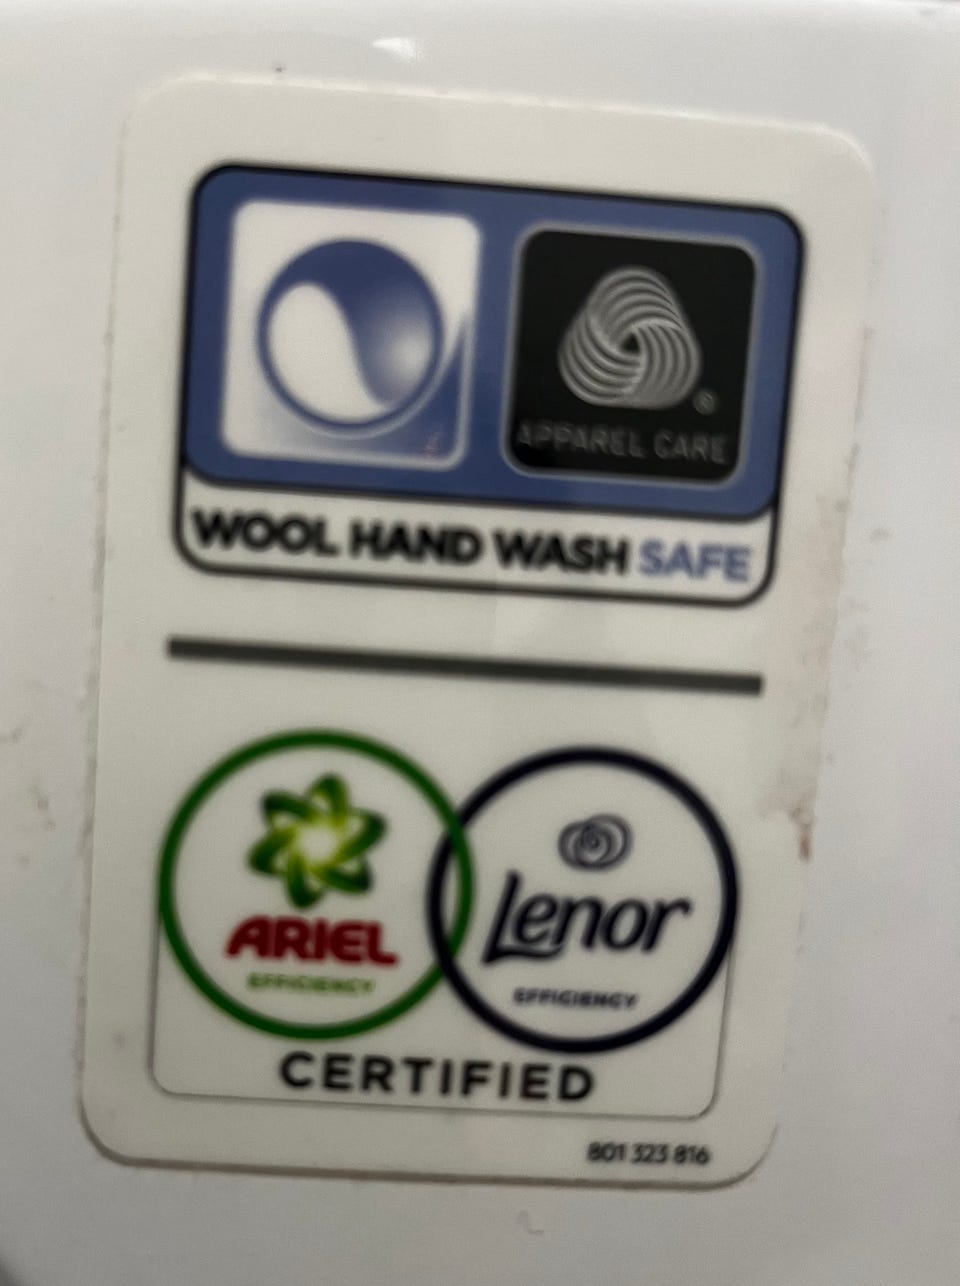 ®
APPAREL CARE
WOOL HAND WASH SAFE
ARIEL
EFFICIENCY
Lenor
EFFICIENCY
CERTIFIED
801 323 816